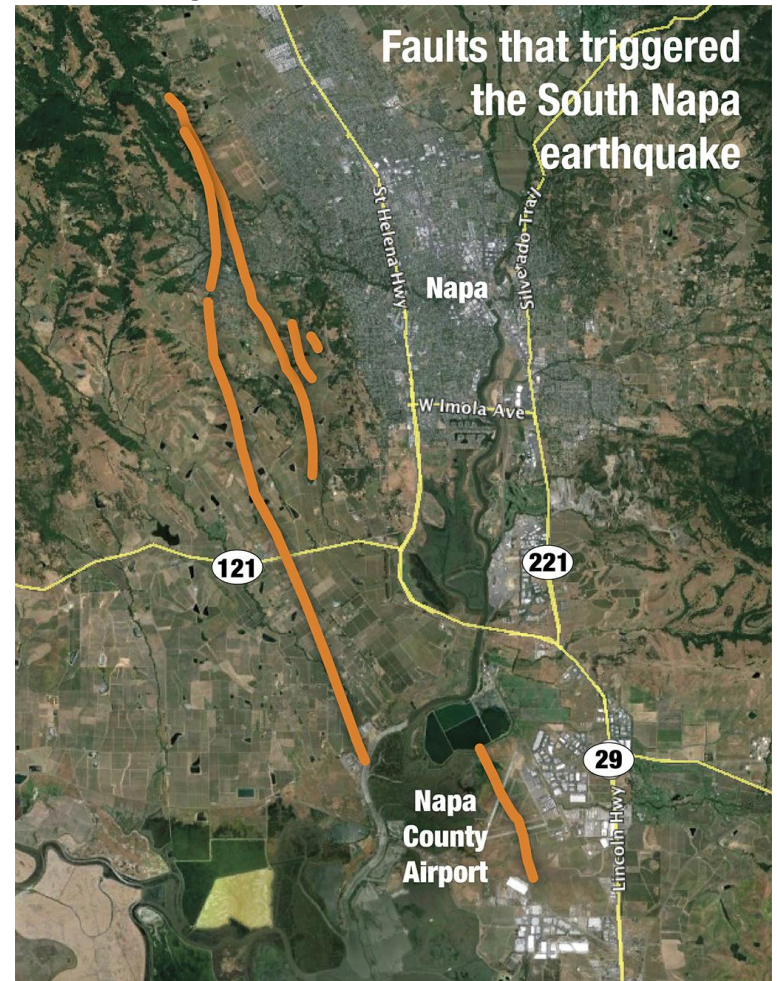 Faults that triggered
the South Napa
earthquake
St Helena Hwy
Silverado Trail
Napa
W Imola Ave
121
221
29
Napa
County
Airport
Lincoln Hwy